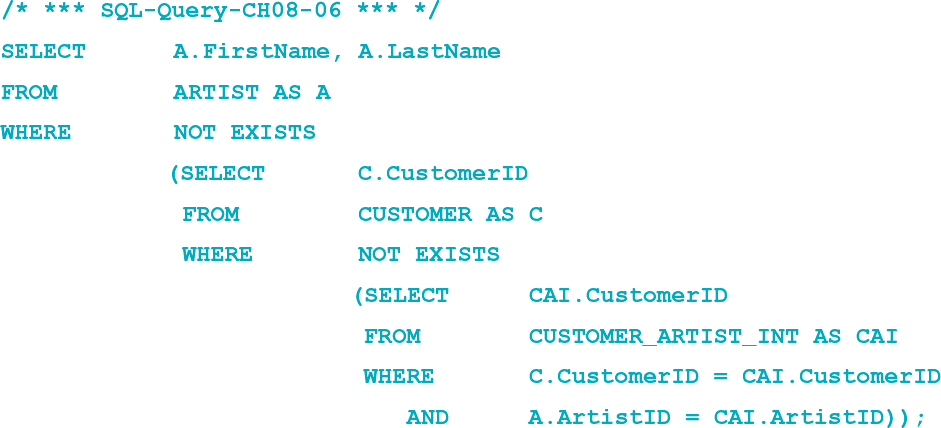 /* *** SQL-Query-CH08-06 *** */
SELECT A.FirstName, A.LastName
FROM ARTIST AS A
WHERE NOT EXISTS
(SELECT C.CustomerID
FROM CUSTOMER AS C
WHERE NOT EXISTS
(SELECT CAI.CustomerID
FROM CUSTOMER_ARTIST_INT AS CAI
WHERE C.CustomerID = CAI.CustomerID
AND A.ArtistID = CAI.ArtistID));